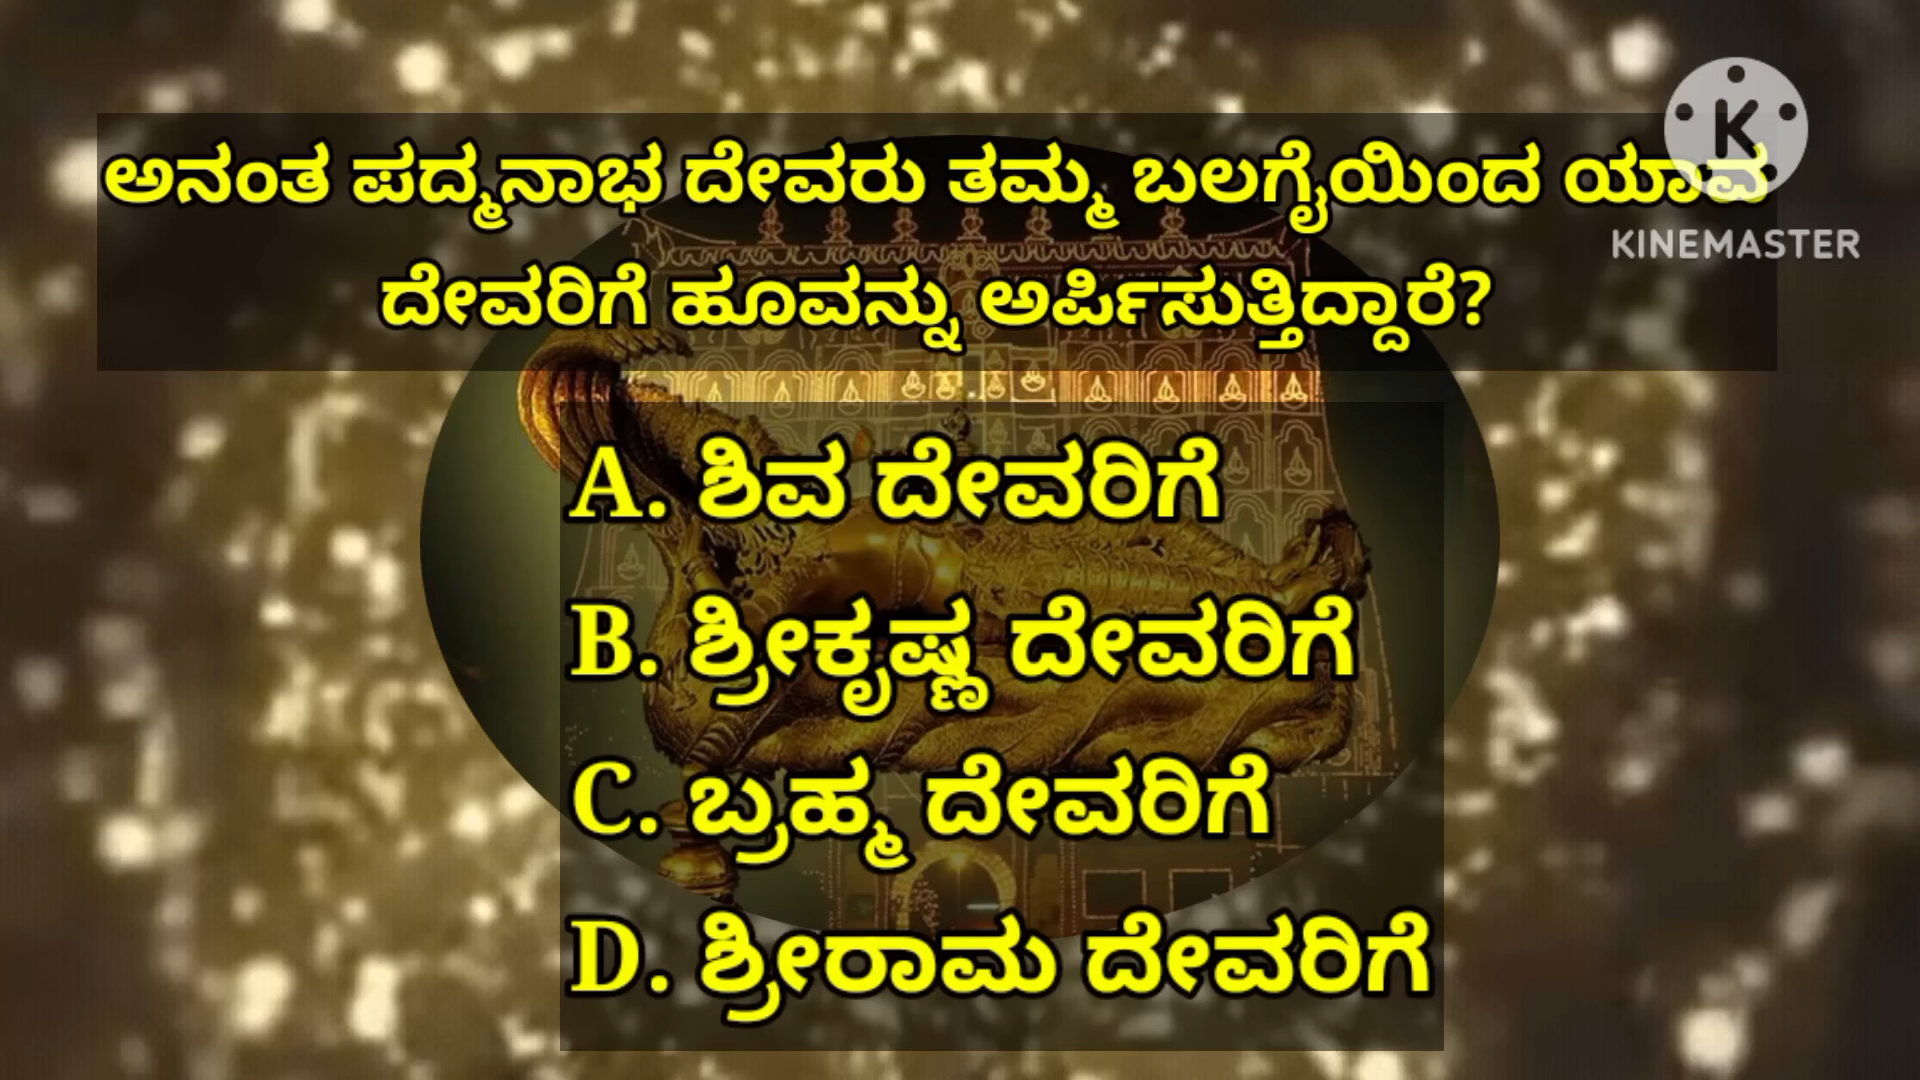 ಅನಂತ ಪದ್ಮನಾಭ ದೇವರು ತಮ್ಮ ಬಲಗೈಯಿಂದ ಯಾವ
ದೇವರಿಗೆ ಹೂವನ್ನು ಅರ್ಪಿಸುತ್ತಿದ್ದಾರೆ?
K
KINEMASTER
A. ಶಿವ ದೇವರಿಗೆ
B. ಶ್ರೀಕೃಷ್ಣ ದೇವರಿಗೆ
C. ಬ್ರಹ್ಮ ದೇವರಿಗೆ
D. ಶ್ರೀರಾಮ ದೇವರಿಗೆ